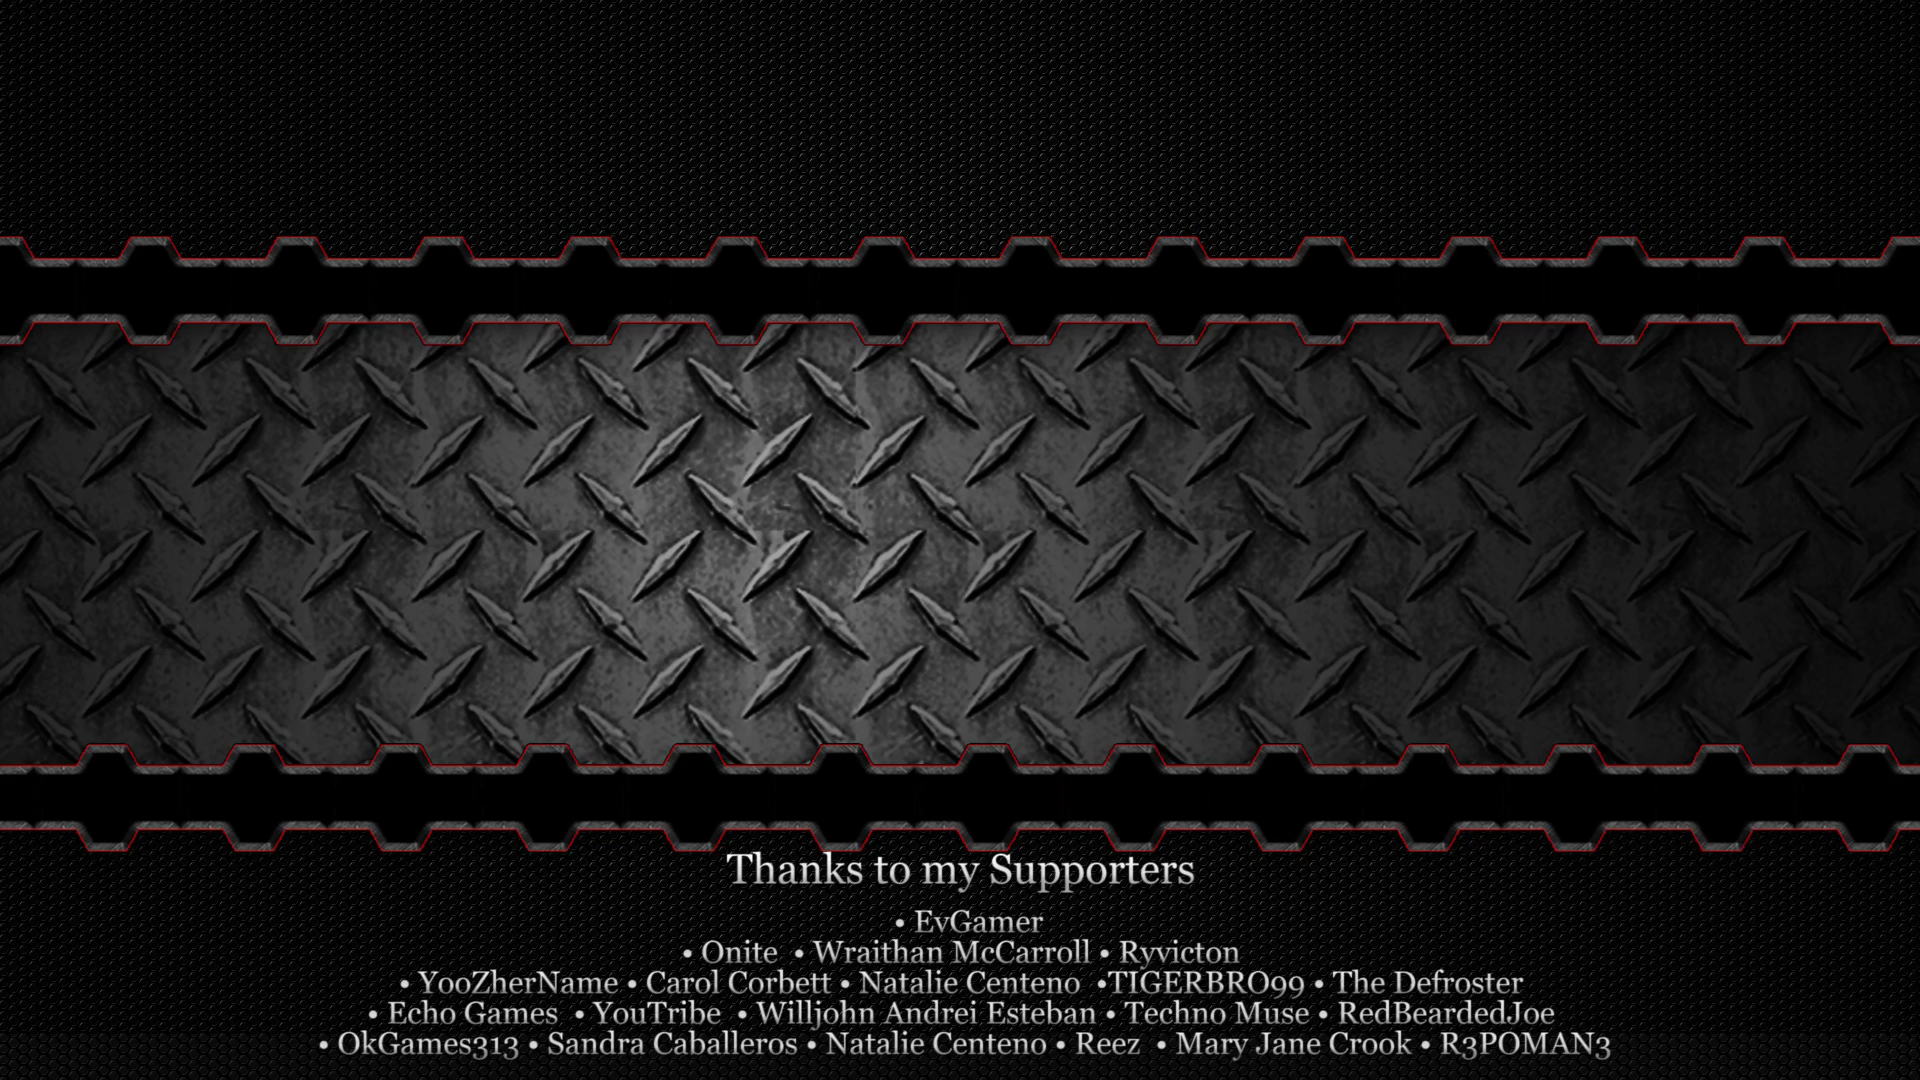 Thanks to my Supporters
• EvGamer
• Onite • Wraithan McCarroll • Ryvicton
• YooZherName • Carol Corbett • Natalie Centeno •TIGERBRO99 • The Defroster
• Echo Games • YouTribe • Willjohn Andrei Esteban • Techno Muse • RedBeardedJoe
• OkGames313 • Sandra Caballeros • Natalie Centeno • Reez • Mary Jane Crook • R3POMAN3